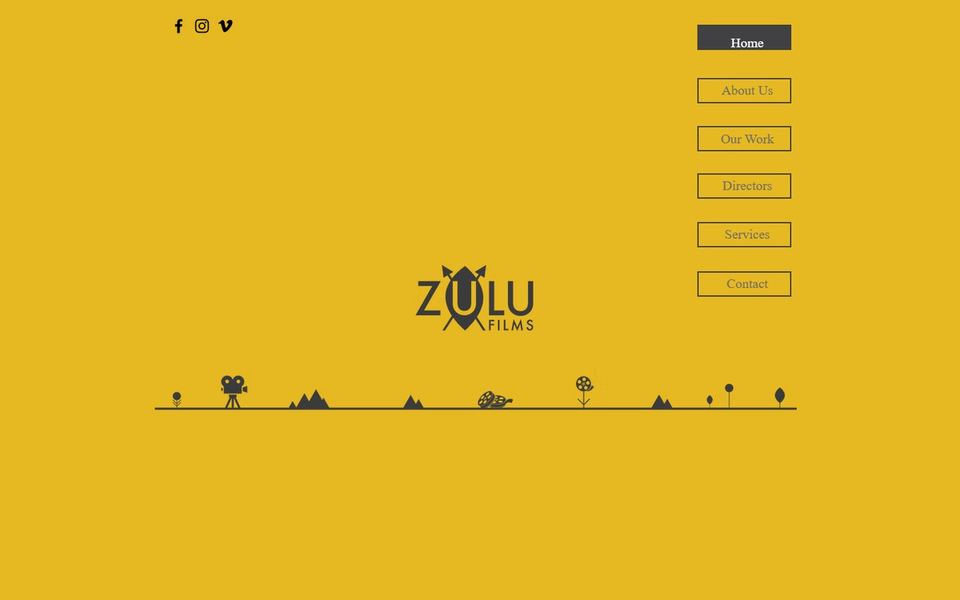 Home
About Us
Our Work
Directors
Services
Contact
ZULU
FILMS